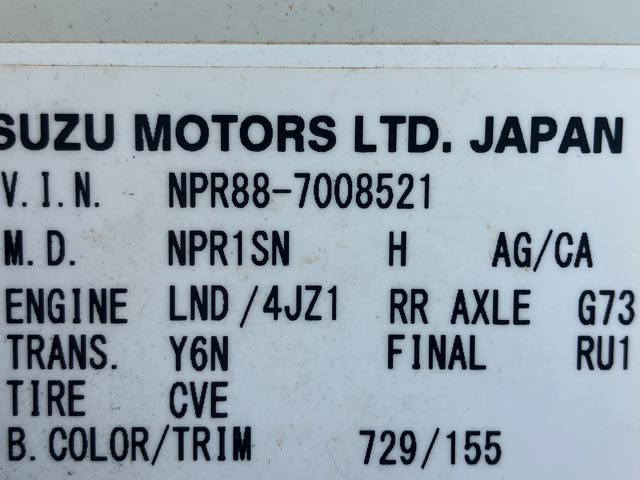 SUZU MOTORS LTD. JAPAN
V.I.N. NPR88-7008521
M.D. NPR1SN H AG/CA
ENGINE LND/4JZ1 RR AXLE G73
TRANS. Y6N FINAL RU1
TIRE CVE
B.COLOR/TRIM 729/155